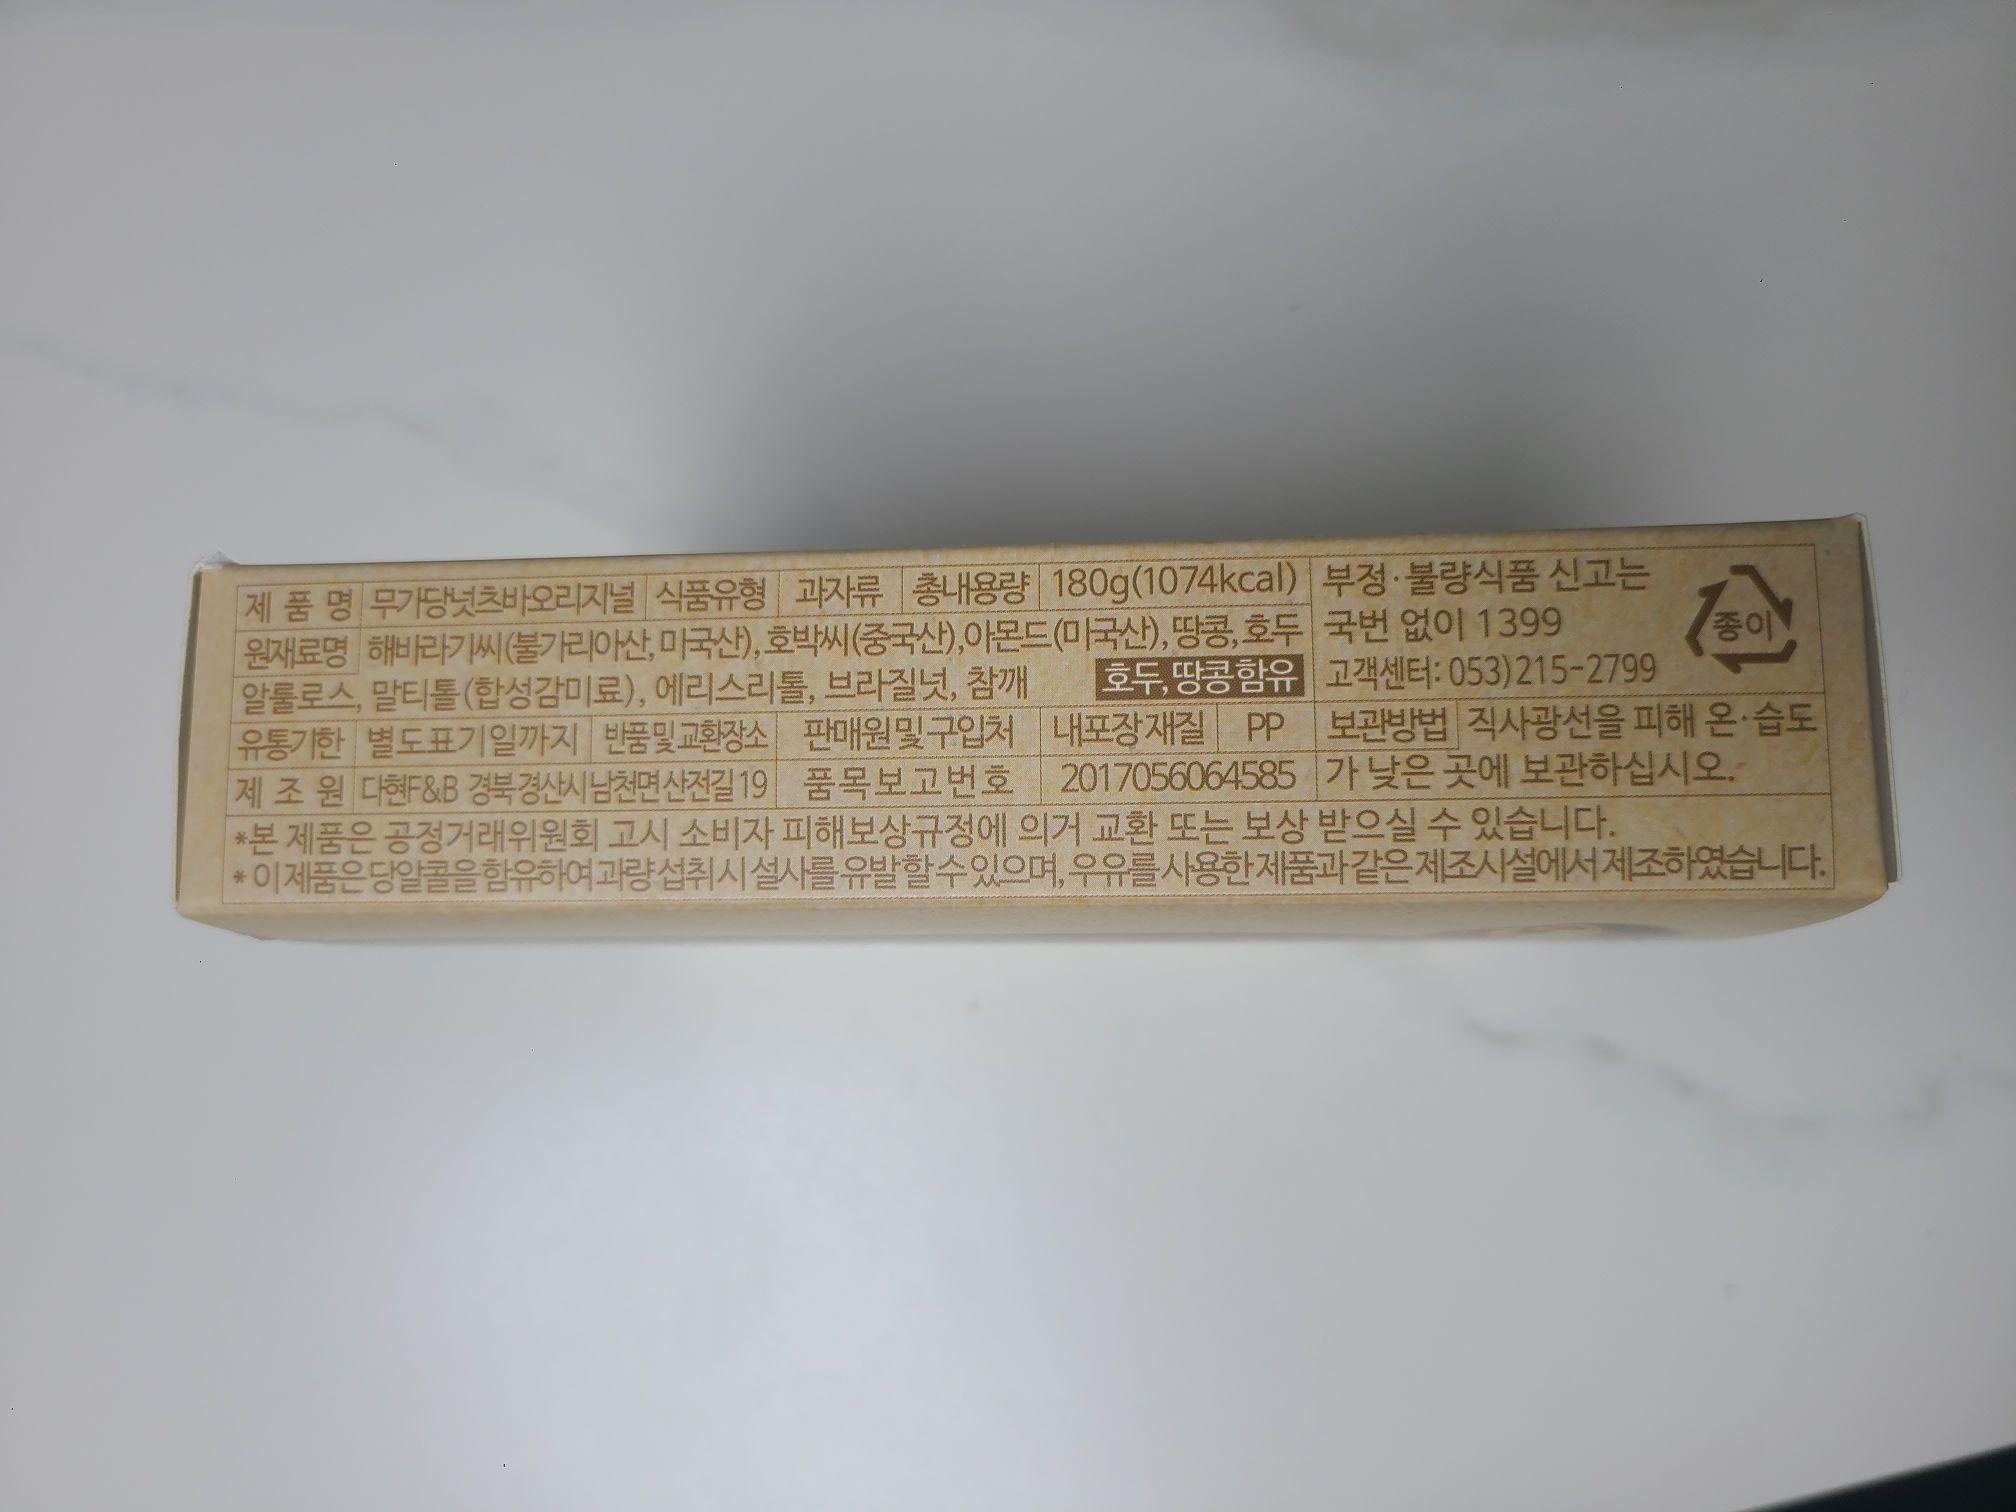 제 품 명 무가당넛츠바오리지널 식품유형 과자류 총내용량 180g(1074kcal)
원재료명 해바라기씨(불가리아산, 미국산), 호박씨(중국산), 아몬드(미국산), 땅콩, 호두
알룰로스, 말티톨(합성감미료), 에리스리톨, 브라질넛, 참깨 호두, 땅콩 함유
유통기한 별도표기일까지 반품 및 교환장소 판매원 및 구입처 내포장 재질 PP
제 조 원 다현F&B 경북 경산시 남천면 산전길 19 품목보고번호 2017056064585
부정·불량식품 신고는
국번 없이 1399
고객센터: 053)215-2799
종이
보관방법 직사광선을 피해 온·습도
가 낮은 곳에 보관하십시오.
*본 제품은 공정거래위원회 고시 소비자 피해보상규정에 의거 교환 또는 보상 받으실 수 있습니다.
* 이 제품은 당알콜을 함유하여 과량 섭취 시 설사를 유발할 수 있으며, 우유를 사용한 제품과 같은 제조시설에서 제조하였습니다.